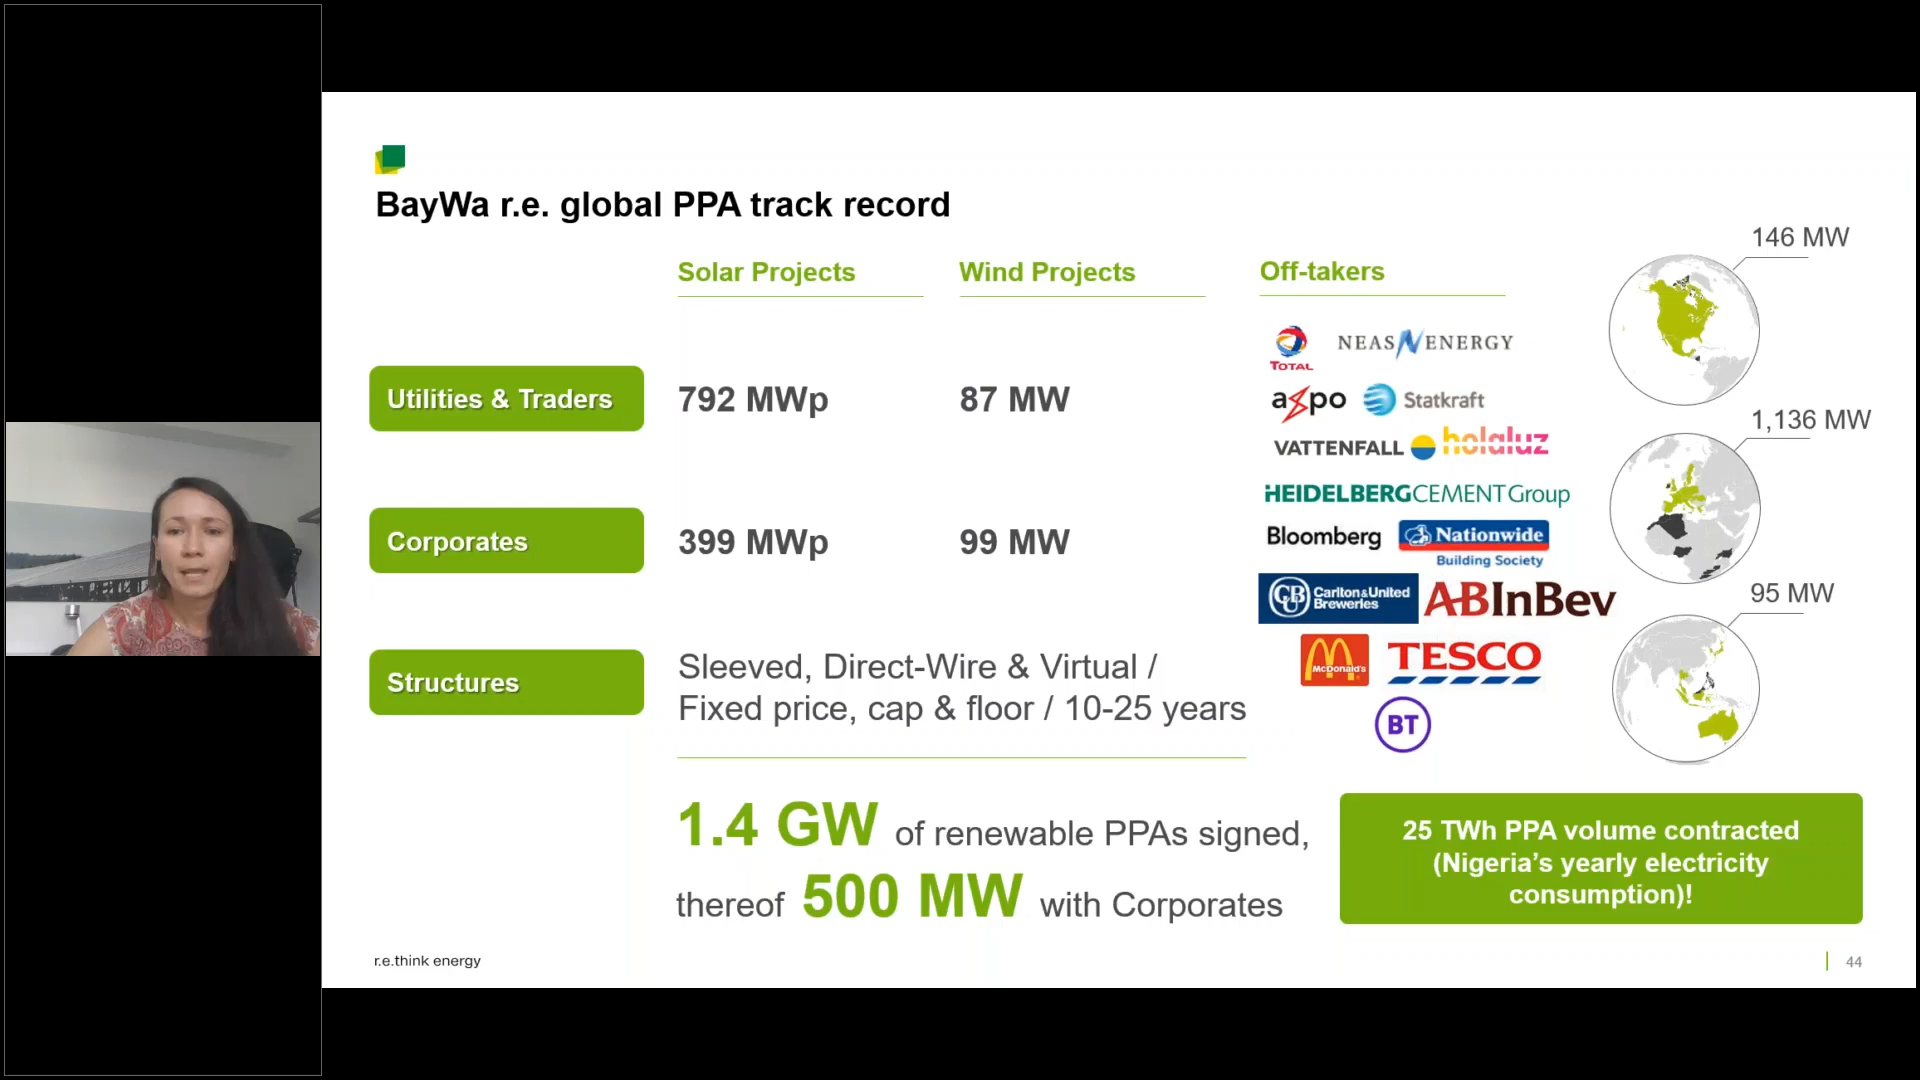 BayWa r.e. global PPA track record
Solar Projects
Wind Projects
Off-takers
146 MW
TOTAL
NEAS ENERGY
Utilities & Traders
792 MWp
87 MW
axpo
Statkraft
1,136 MW
VATTENFALL
holaluz
HEIDELBERGCEMENT Group
Corporates
399 MWp
99 MW
Bloomberg
Nationwide
Building Society
CUB
Carlton & United
Breweries
ABInBev
95 MW
Structures
Sleeved, Direct-Wire & Virtual /
Fixed price, cap & floor / 10-25 years
McDonald's
TESCO
BT
1.4 GW of renewable PPAs signed,
thereof 500 MW with Corporates
25 TWh PPA volume contracted
(Nigeria's yearly electricity
consumption)!
r.e.think energy
44